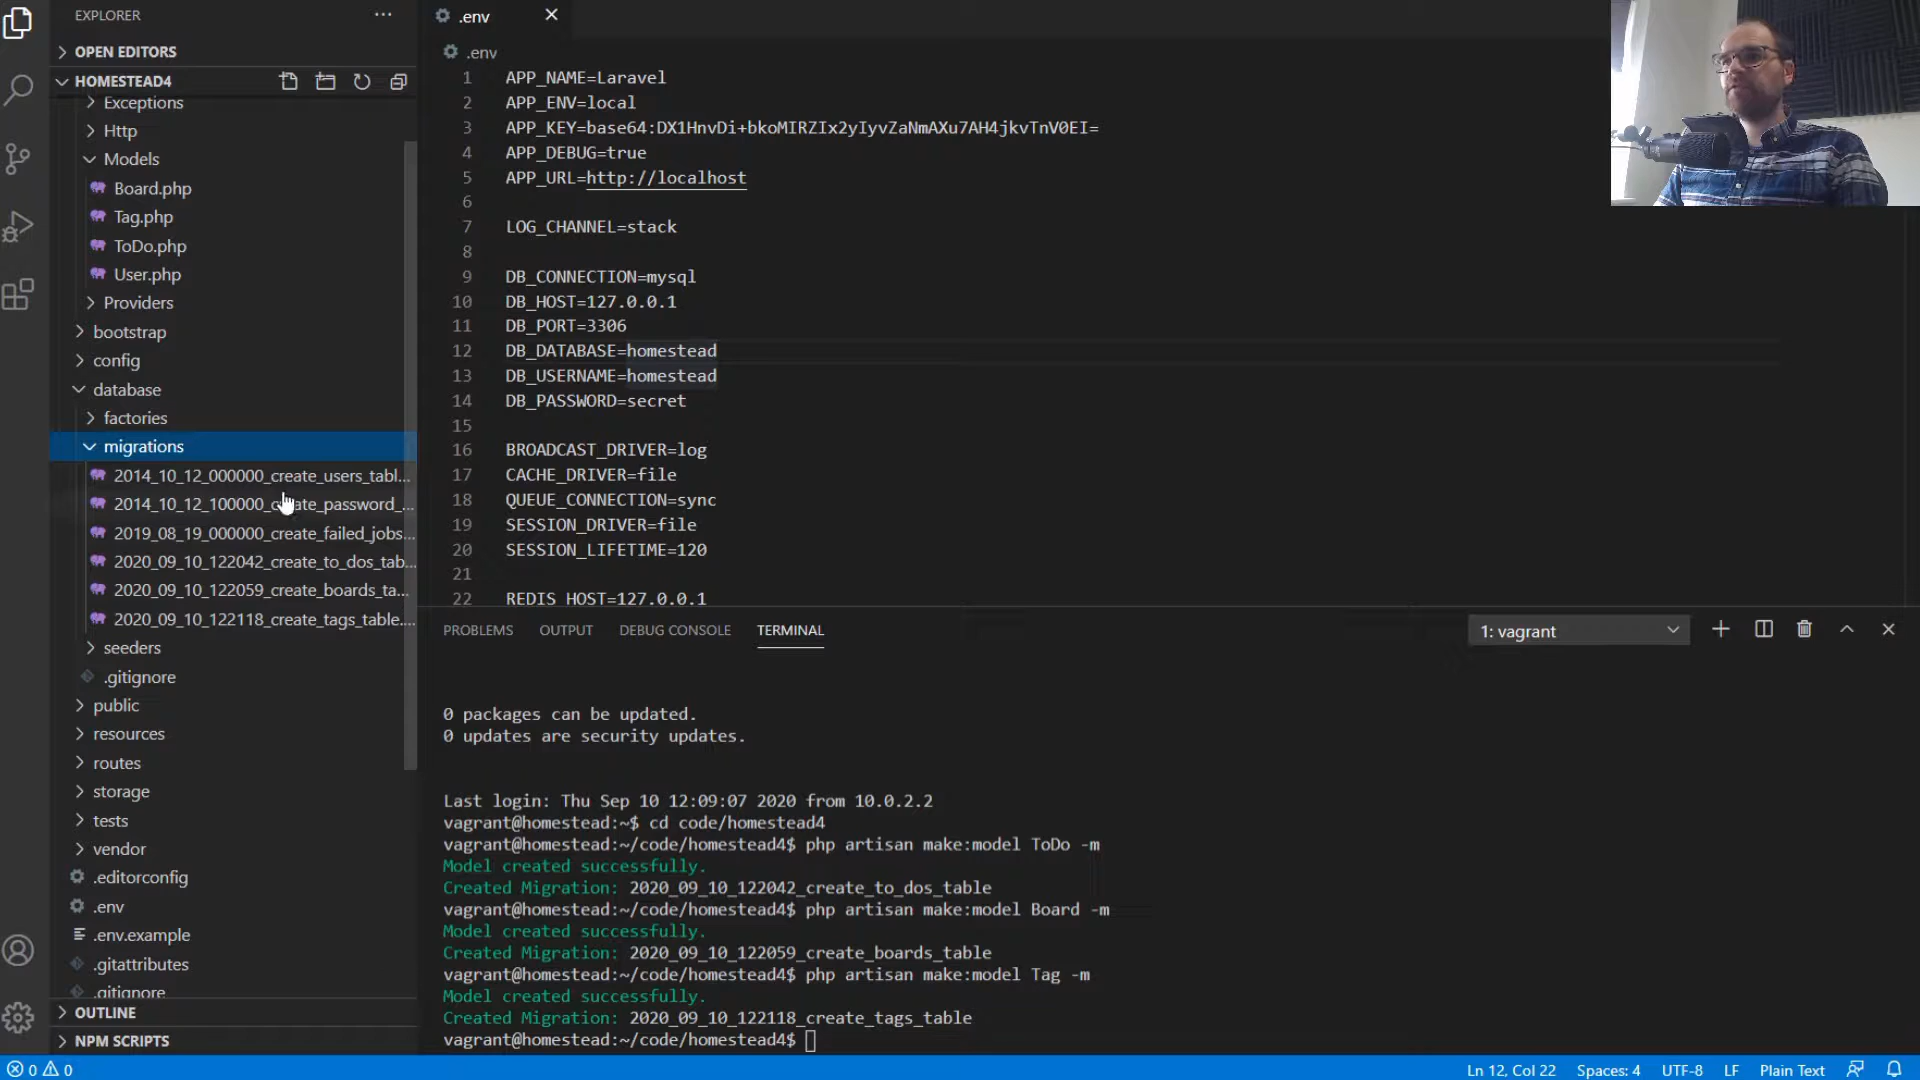 EXPLORER
OPEN EDITORS
HOMESTEAD4
Exceptions
Http
Models
Board.php
Tag.php
ToDo.php
User.php
Providers
bootstrap
config
database
factories
migrations
2014_10_12_000000_create_users_tabl...
2014_10_12_100000_create_password_...
2019_08_19_000000_create_failed_jobs...
2020_09_10_122042_create_to_dos_tab...
2020_09_10_122059_create_boards_ta...
2020_09_10_122118_create_tags_table....
seeders
.gitignore
public
resources
routes
storage
tests
vendor
.editorconfig
.env
.env.example
.gitattributes
.gitignore
OUTLINE
NPM SCRIPTS
.env
.env
1 APP_NAME=Laravel
2 APP_ENV=local
3 APP_KEY=base64:DX1HnvDi+bkoMIRZIx2yIyvZaNmAXu7AH4jkvTnV0EI=
4 APP_DEBUG=true
5 APP_URL=http://localhost
6
7 LOG_CHANNEL=stack
8
9 DB_CONNECTION=mysql
10 DB_HOST=127.0.0.1
11 DB_PORT=3306
12 DB_DATABASE=homestead
13 DB_USERNAME=homestead
14 DB_PASSWORD=secret
15
16 BROADCAST_DRIVER=log
17 CACHE_DRIVER=file
18 QUEUE_CONNECTION=sync
19 SESSION_DRIVER=file
20 SESSION_LIFETIME=120
21
22 REDIS_HOST=127.0.0.1
PROBLEMS OUTPUT DEBUG CONSOLE TERMINAL 1: vagrant
0 packages can be updated.
0 updates are security updates.
Last login: Thu Sep 10 12:09:07 2020 from 10.0.2.2
vagrant@homestead:~$ cd code/homestead4
vagrant@homestead:~/code/homestead4$ php artisan make:model ToDo -m
Model created successfully.
Created Migration: 2020_09_10_122042_create_to_dos_table
vagrant@homestead:~/code/homestead4$ php artisan make:model Board -m
Model created successfully.
Created Migration: 2020_09_10_122059_create_boards_table
vagrant@homestead:~/code/homestead4$ php artisan make:model Tag -m
Model created successfully.
Created Migration: 2020_09_10_122118_create_tags_table
vagrant@homestead:~/code/homestead4$
0 0 Ln 12, Col 22 Spaces: 4 UTF-8 LF Plain Text